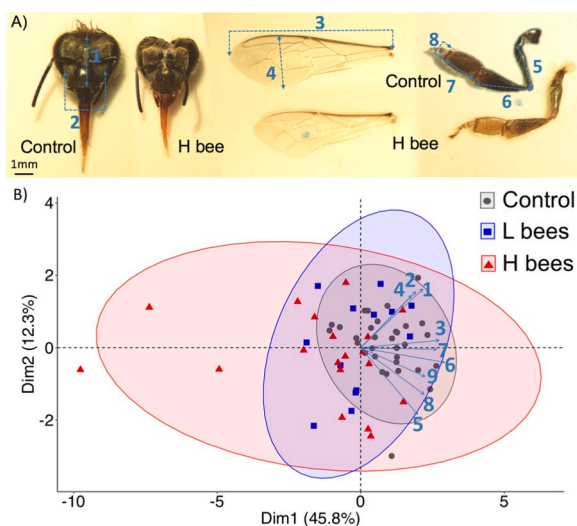 A)
3
1
4
8
5
Control
7
6
2
Control
H bee
H bee
1mm
B)
4
2
0
-2
Dim2 (12.3%)
Control
L bees
H bees
4
2
1
3
7
6
9
8
5
-10
-5
0
5
Dim1 (45.8%)